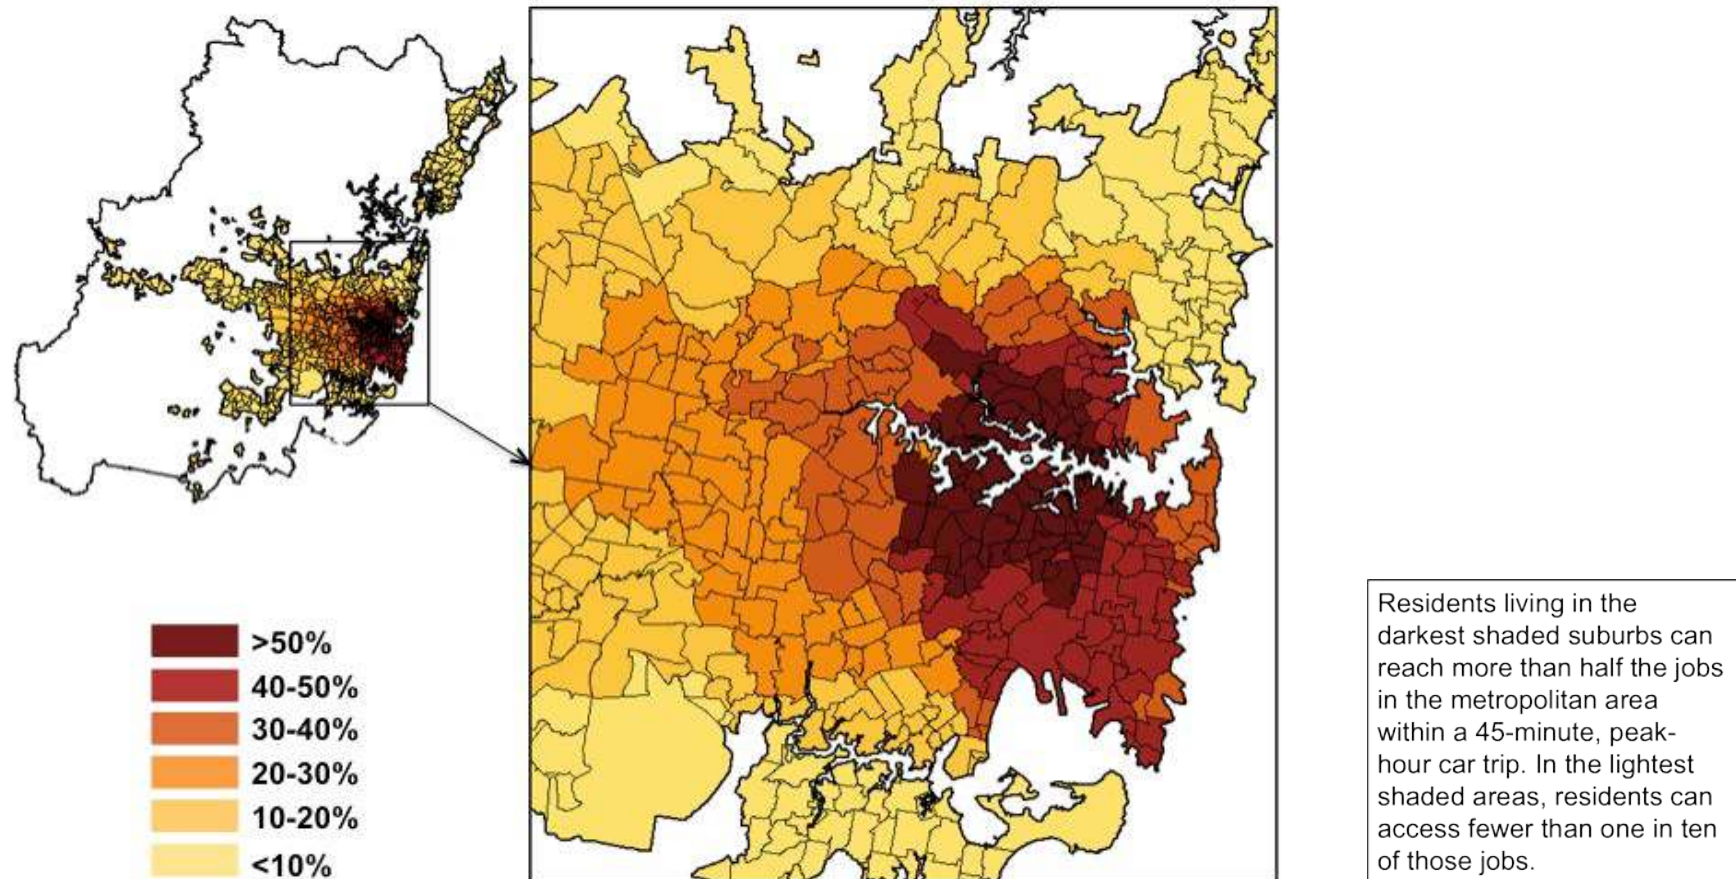 >50%
40-50%
30-40%
20-30%
10-20%
<10%
Residents living in the
darkest shaded suburbs can
reach more than half the jobs
in the metropolitan area
within a 45-minute, peak-
hour car trip. In the lightest
shaded areas, residents can
access fewer than one in ten
of those jobs.